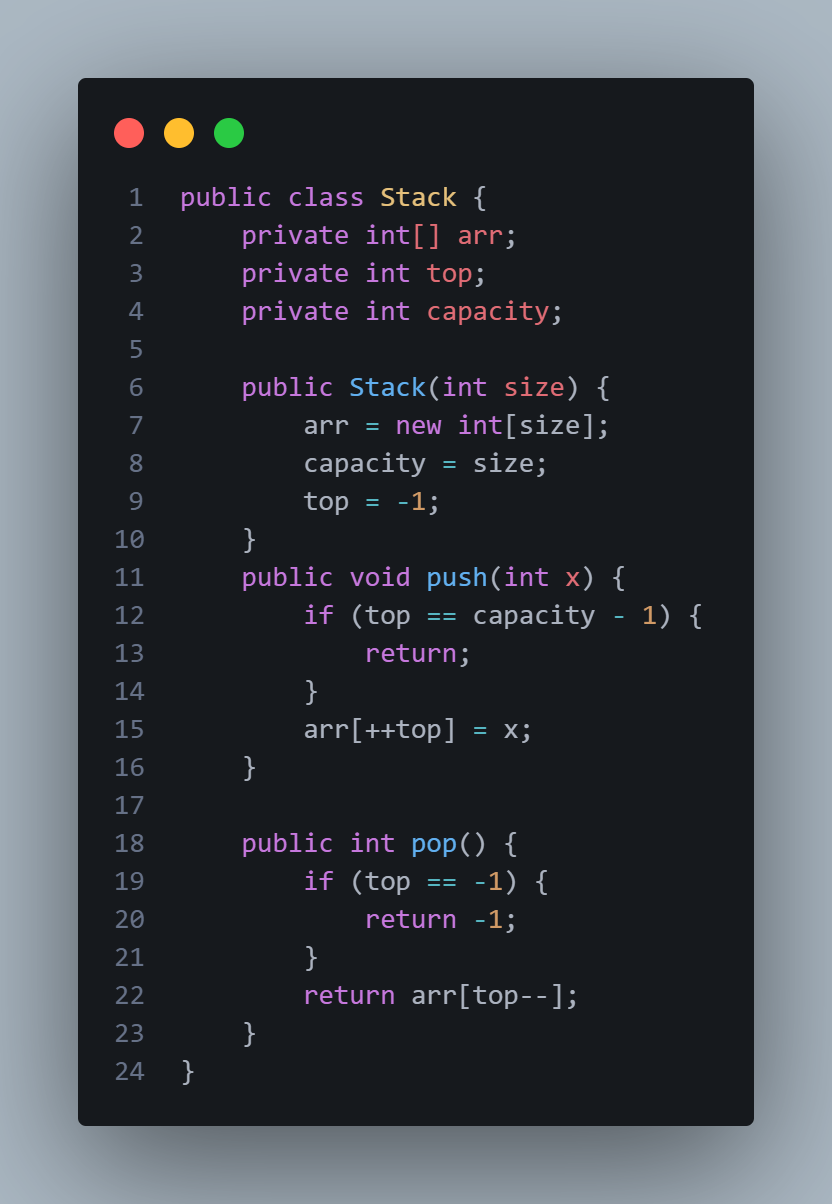 1 public class Stack {
2     private int[] arr;
3     private int top;
4     private int capacity;
5
6     public Stack(int size) {
7         arr = new int[size];
8         capacity = size;
9         top = -1;
10     }
11     public void push(int x) {
12         if (top == capacity - 1) {
13             return;
14         }
15         arr[++top] = x;
16     }
17
18     public int pop() {
19         if (top == -1) {
20             return -1;
21         }
22         return arr[top--];
23     }
24 }